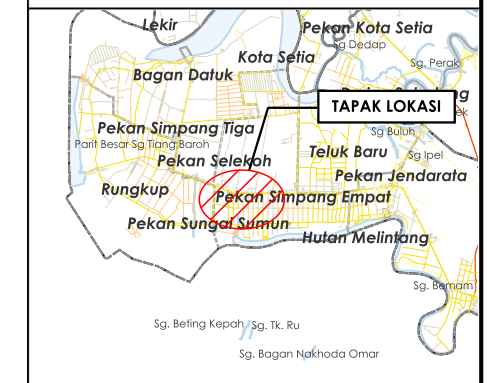 Lekir
Pekan Kota Setia
Sg Dedap
Kota Setia
Sg. Perak
Bagan Datuk
TAPAK LOKASI
Pekan Simpang Tiga
Sg Buluh
Parit Besar Sg Tiang Baroh
Teluk Baru
Sg Ipel
Pekan Selekoh
Pekan Jendarata
Rungkup
Pekan Simpang Empat
Pekan Sungai Sumun
Hutan Melintang
Sg. Bernam
Sg. Beting Kepah
Sg. Tk. Ru
Sg. Bagan Nakhoda Omar